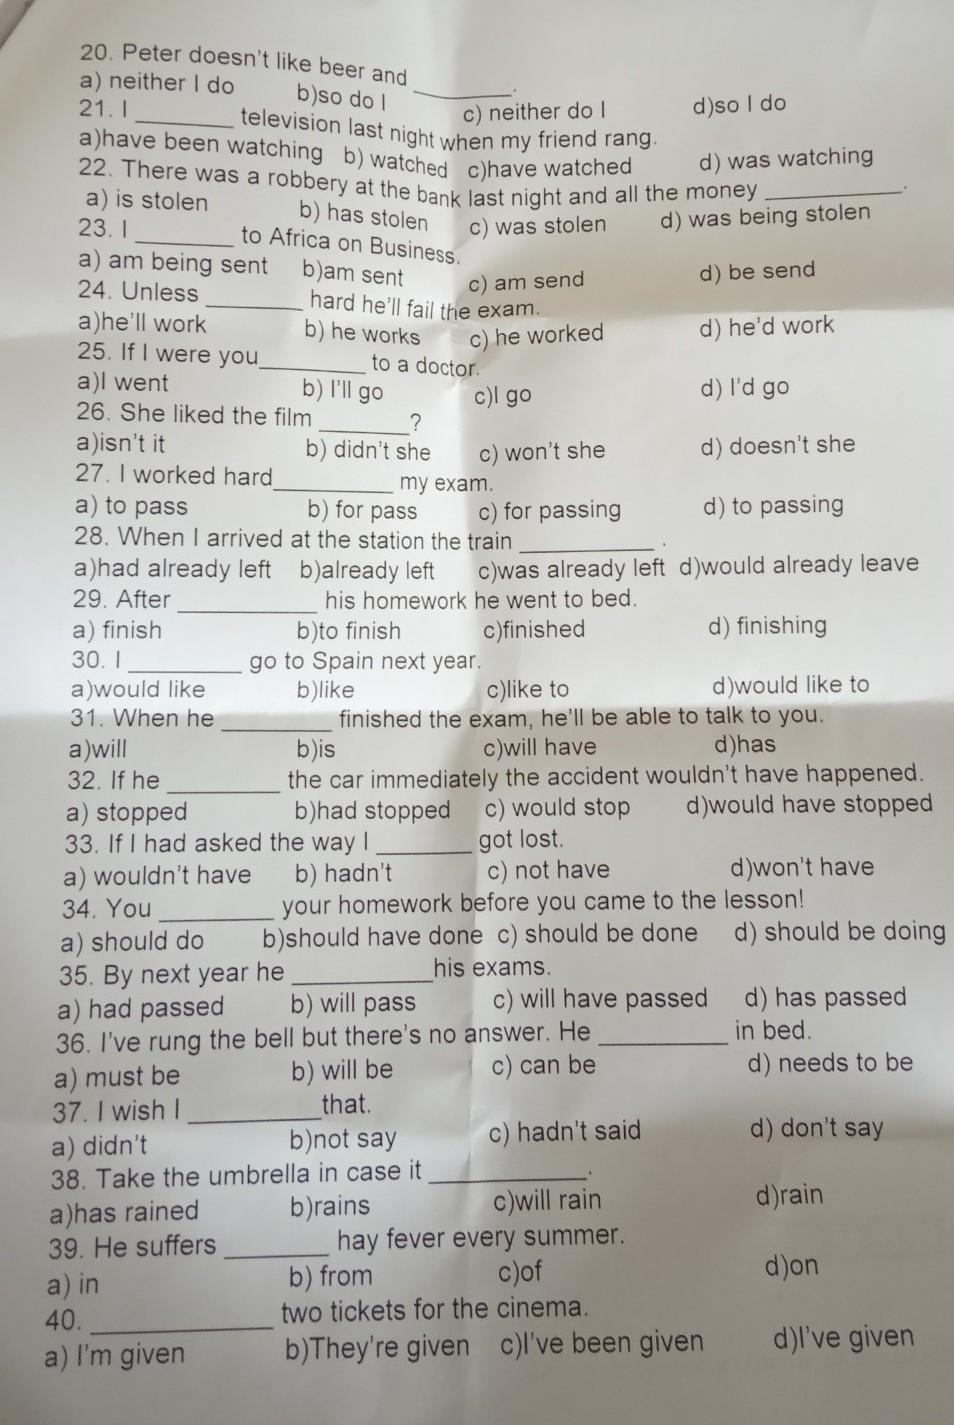 20. Peter doesn't like beer and ________.
a) neither I do b)so do I c) neither do I d)so I do
21. I ________ television last night when my friend rang.
a)have been watching b) watched c)have watched d) was watching
22. There was a robbery at the bank last night and all the money ________.
a) is stolen b) has stolen c) was stolen d) was being stolen
23. I ________ to Africa on Business.
a) am being sent b)am sent c) am send d) be send
24. Unless ________ hard he'll fail the exam.
a)he'll work b) he works c) he worked d) he'd work
25. If I were you________ to a doctor.
a)I went b) I'll go c)I go d) I'd go
26. She liked the film ________?
a)isn't it b) didn't she c) won't she d) doesn't she
27. I worked hard________ my exam.
a) to pass b) for pass c) for passing d) to passing
28. When I arrived at the station the train ________ .
a)had already left b)already left c)was already left d)would already leave
29. After ________ his homework he went to bed.
a) finish b)to finish c)finished d) finishing
30. I ________ go to Spain next year.
a)would like b)like c)like to d)would like to
31. When he ________ finished the exam, he'll be able to talk to you.
a)will b)is c)will have d)has
32. If he ________ the car immediately the accident wouldn't have happened.
a) stopped b)had stopped c) would stop d)would have stopped
33. If I had asked the way I ________ got lost.
a) wouldn't have b) hadn't c) not have d)won't have
34. You ________ your homework before you came to the lesson!
a) should do b)should have done c) should be done d) should be doing
35. By next year he ________his exams.
a) had passed b) will pass c) will have passed d) has passed
36. I've rung the bell but there's no answer. He ________ in bed.
a) must be b) will be c) can be d) needs to be
37. I wish I ________that.
a) didn't b)not say c) hadn't said d) don't say
38. Take the umbrella in case it ________.
a)has rained b)rains c)will rain d)rain
39. He suffers ________ hay fever every summer.
a) in b) from c)of d)on
40. ________ two tickets for the cinema.
a) I'm given b)They're given c)I've been given d)I've given